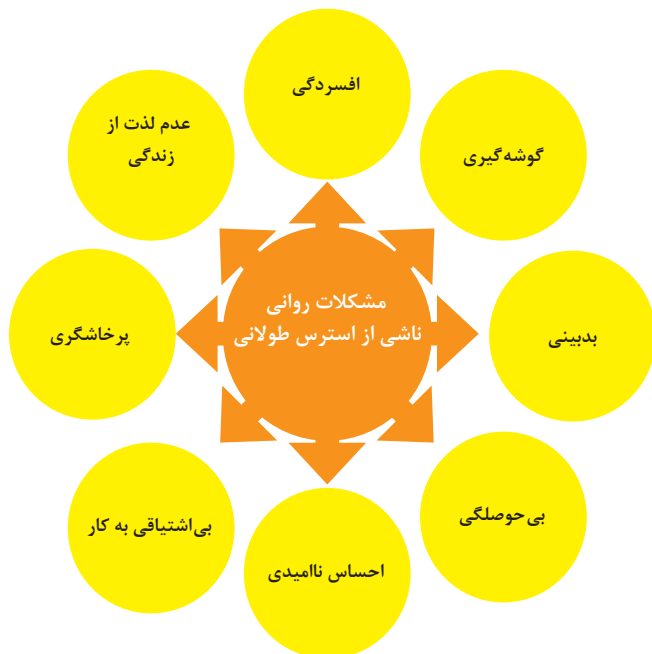 افسردگی
گوشه‌گیری
عدم لذت از
زندگی
مشکلات روانی
ناشی از استرس طولانی
بدبینی
پرخاشگری
بی‌حوصلگی
بی‌اشتیاقی به کار
احساس ناامیدی